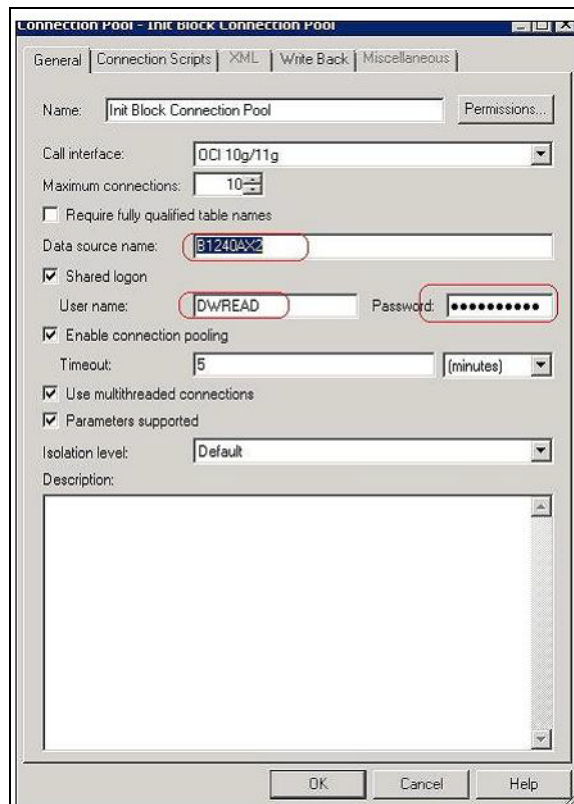 Connection Pool - Init Block Connection Pool
General Connection Scripts XML Write Back Miscellaneous
Name: Init Block Connection Pool Permissions...
Call interface: OCI 10g/11g
Maximum connections: 10
Require fully qualified table names
Data source name: B1240AX2
Shared logon
User name: DWREAD Password: ●●●●●●●●●●
Enable connection pooling
Timeout: 5 (minutes)
Use multithreaded connections
Parameters supported
Isolation level: Default
Description:
OK Cancel Help